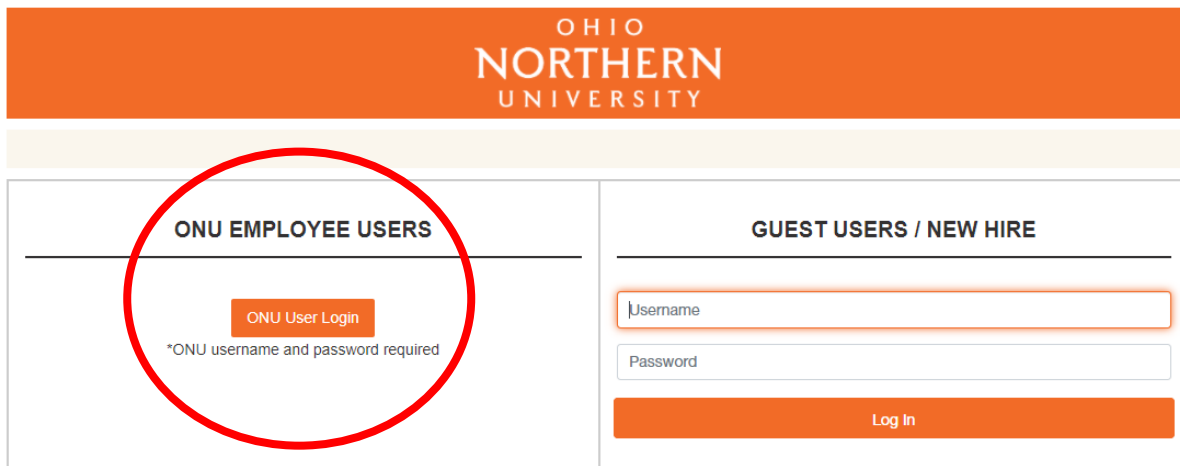 OHIO
NORTHERN
UNIVERSITY
ONU EMPLOYEE USERS
ONU User Login
*ONU username and password required
GUEST USERS / NEW HIRE
Username
Password
Log In